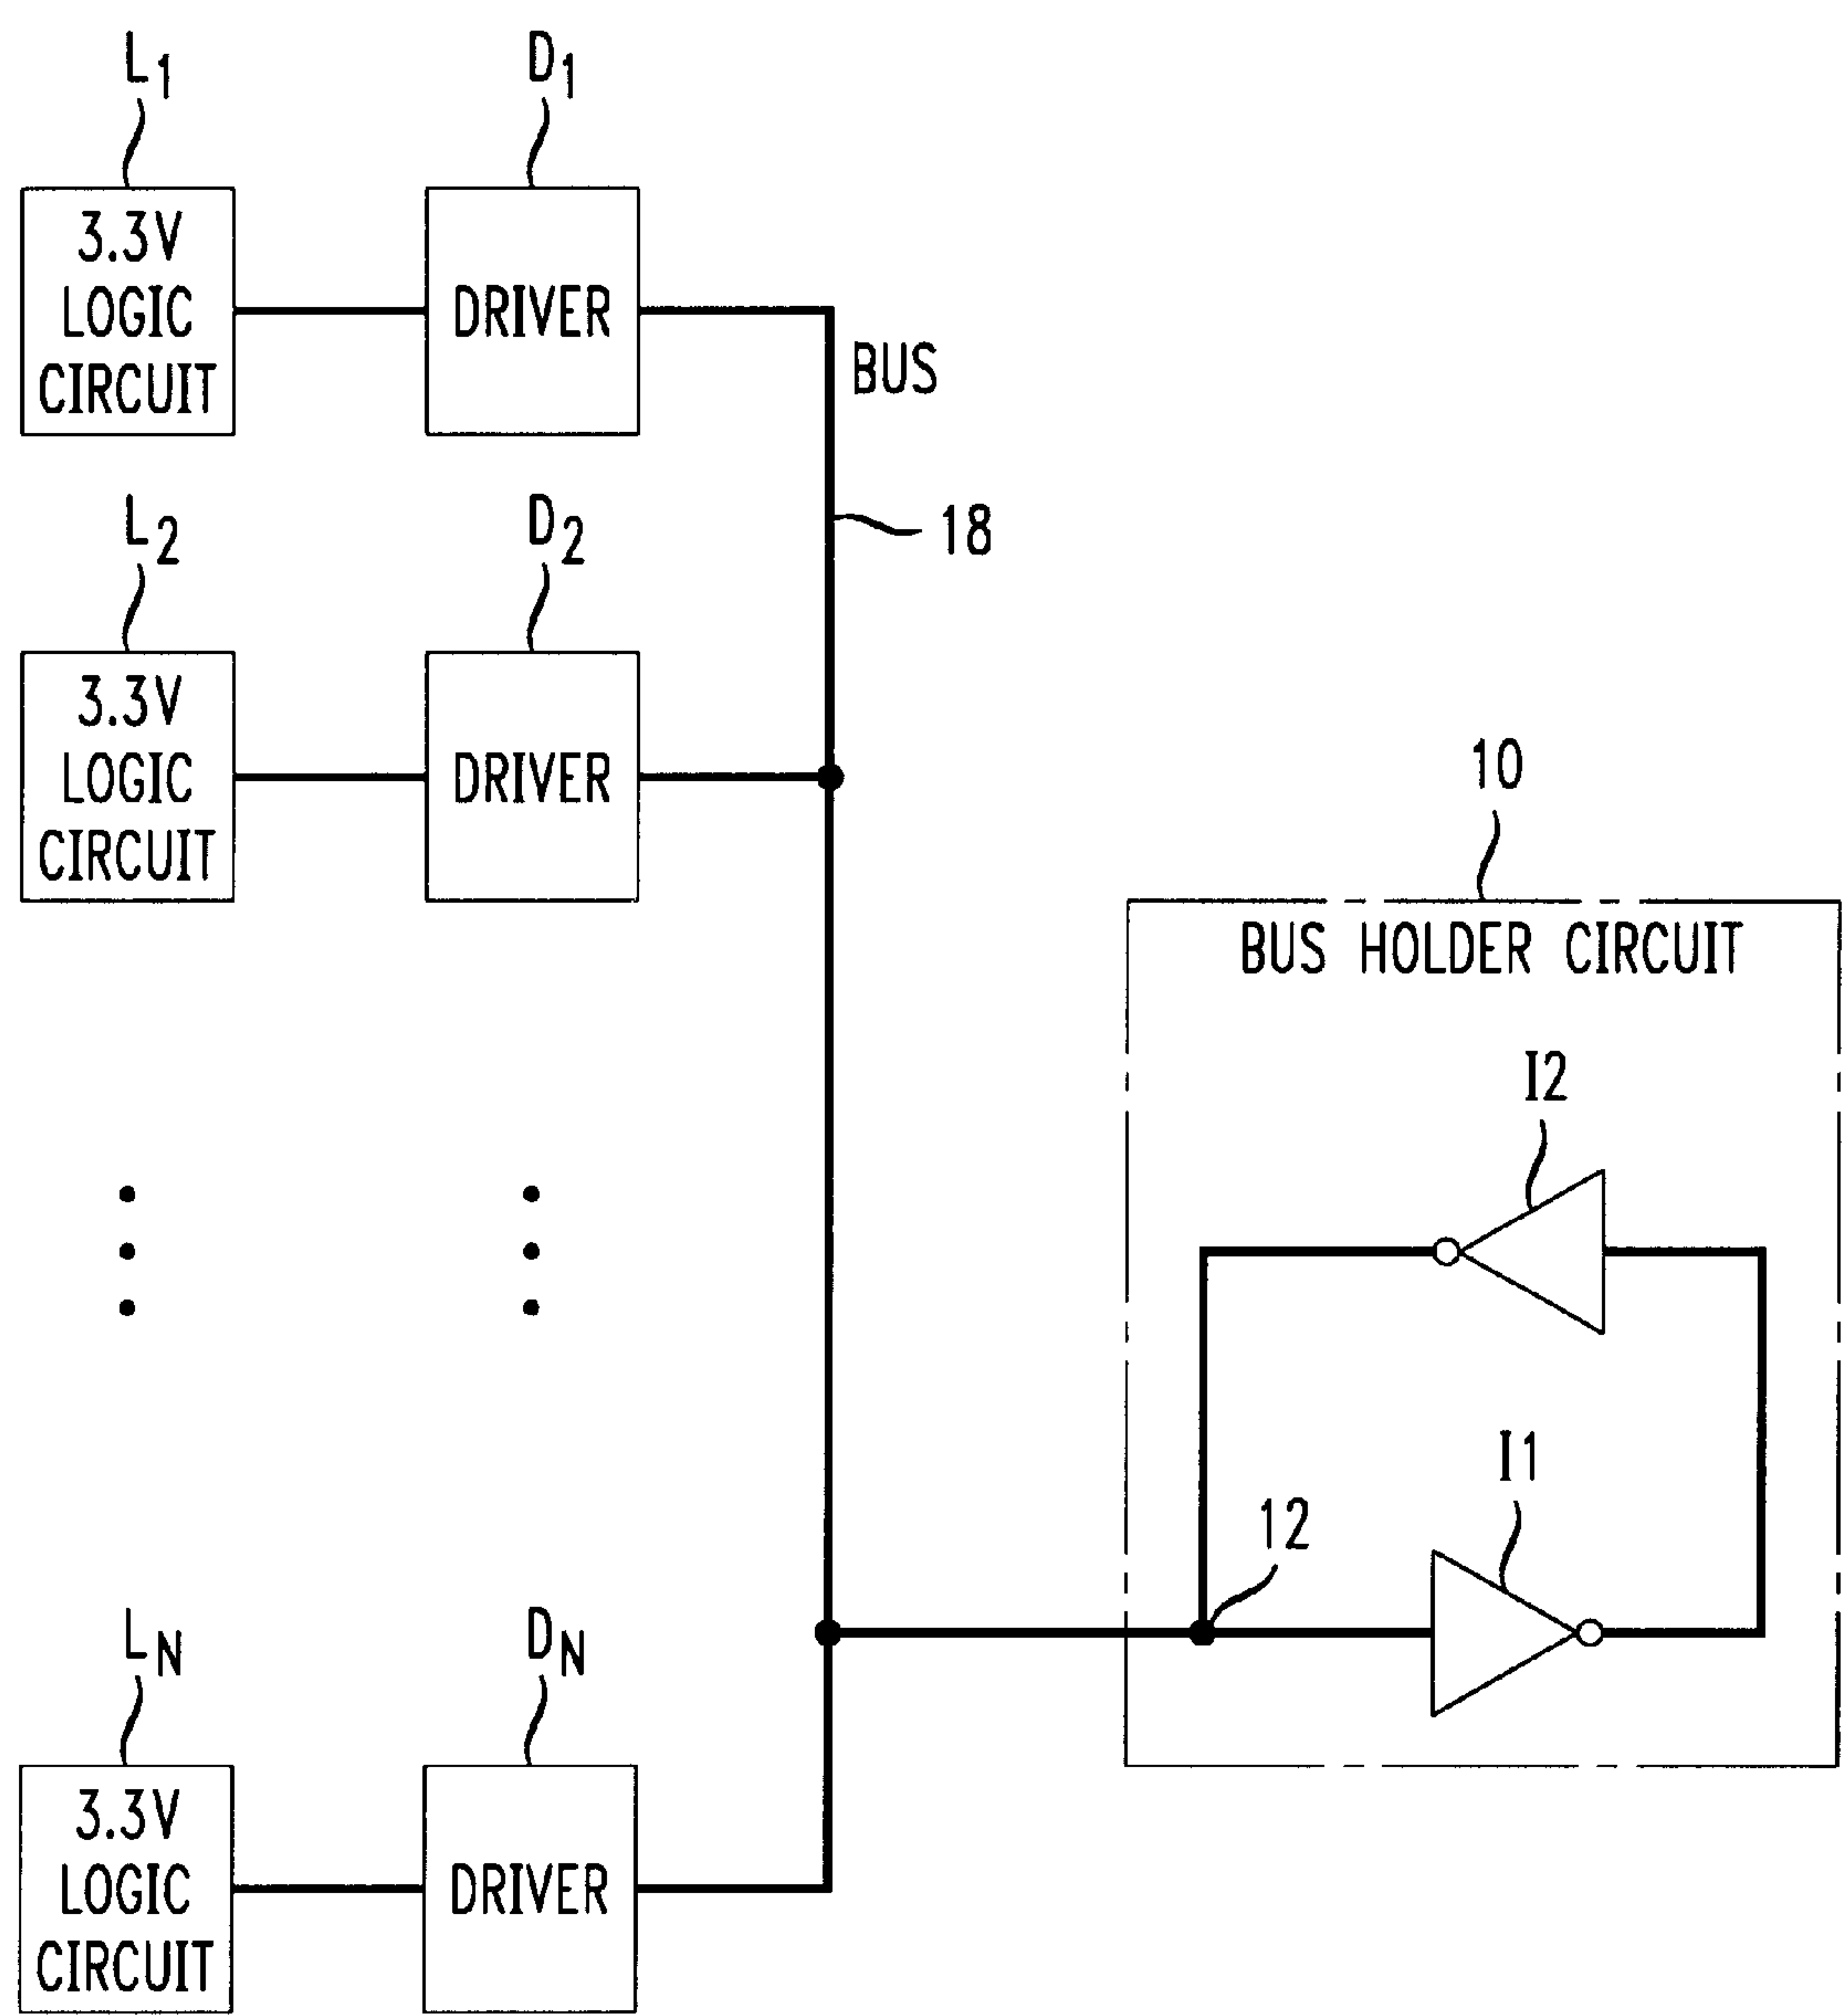 L1
D1
3.3V
LOGIC
CIRCUIT
DRIVER
BUS
18
L2
D2
3.3V
LOGIC
CIRCUIT
DRIVER
10
BUS HOLDER CIRCUIT
I2
I1
12
LN
DN
3.3V
LOGIC
CIRCUIT
DRIVER